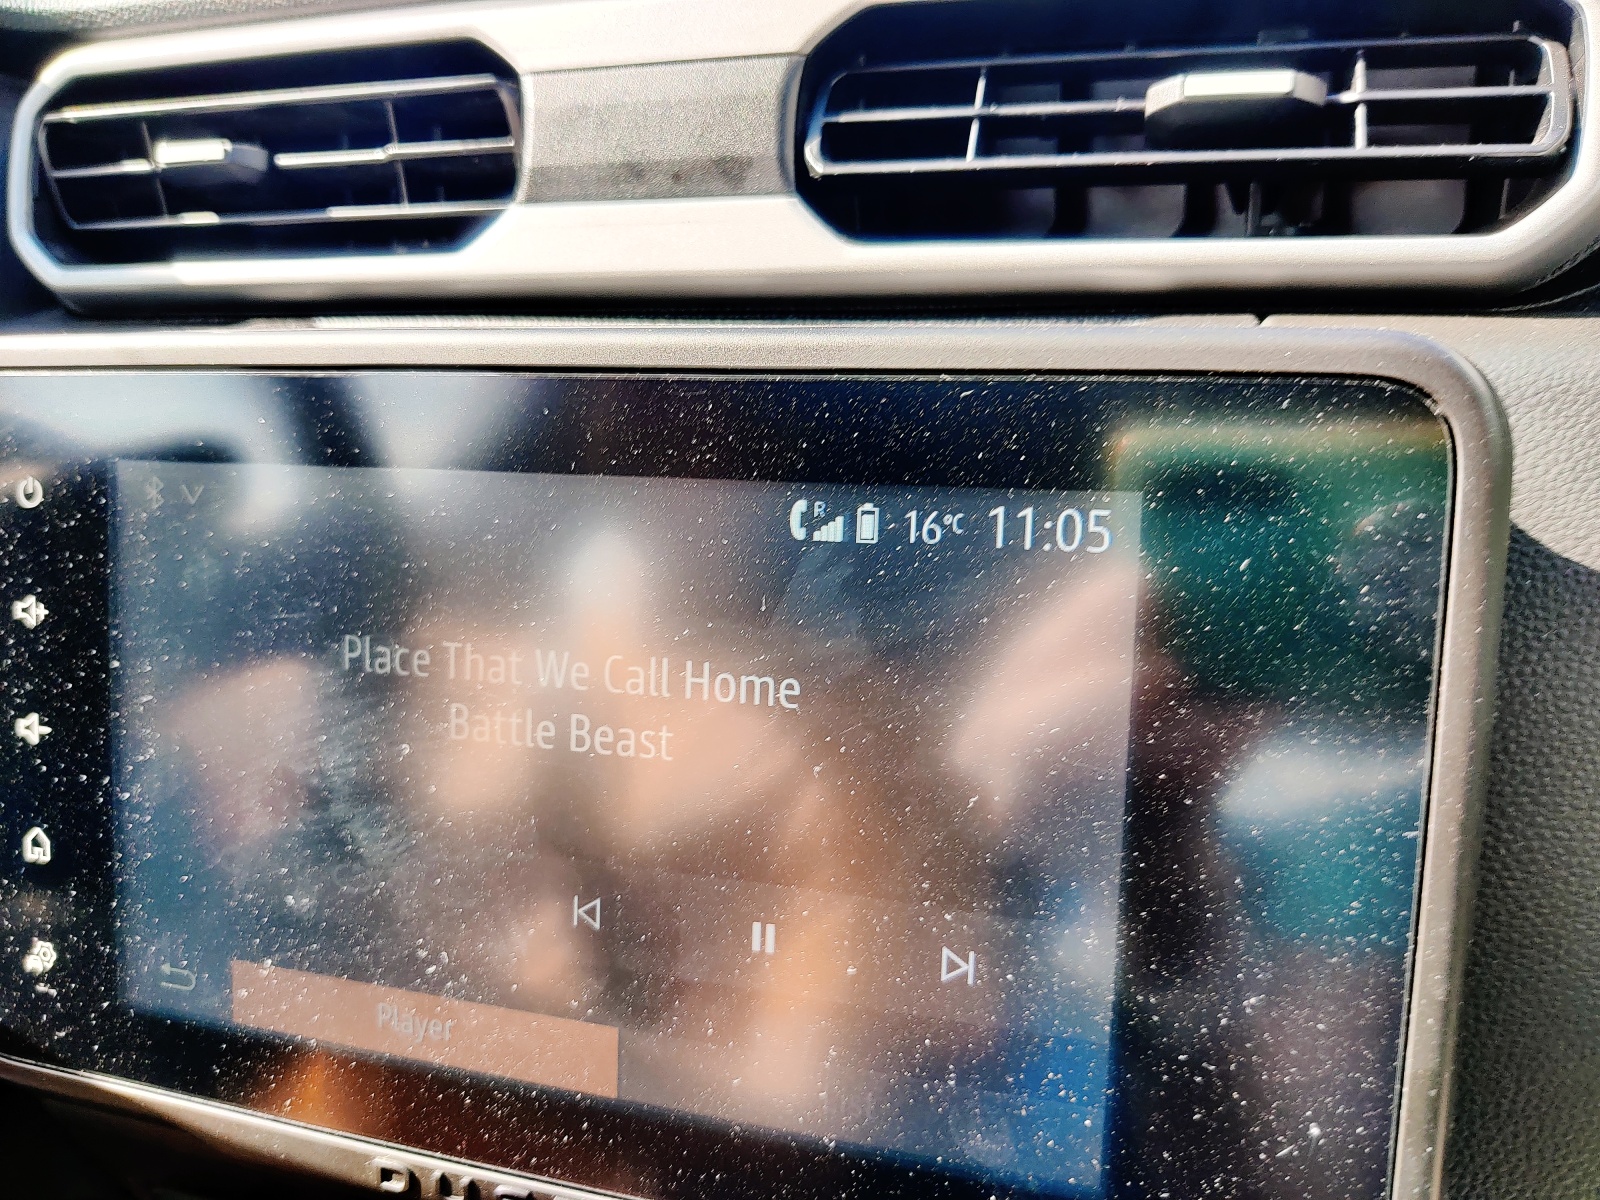 R 16°C 11:05
Place That We Call Home
Battle Beast
Player